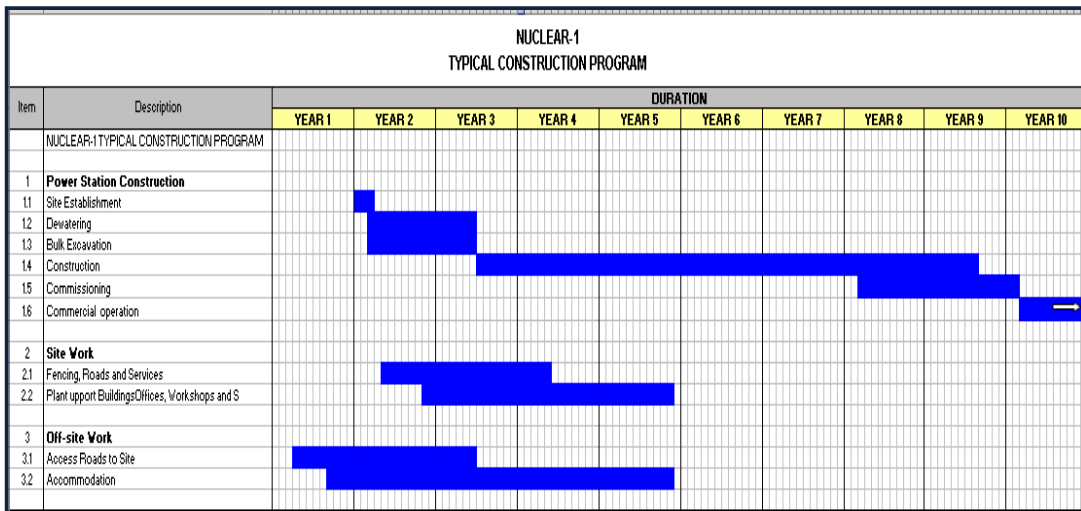 NUCLEAR-1
TYPICAL CONSTRUCTION PROGRAM
Item Description DURATION
YEAR 1 YEAR 2 YEAR 3 YEAR 4 YEAR 5 YEAR 6 YEAR 7 YEAR 8 YEAR 9 YEAR 10
NUCLEAR-1 TYPICAL CONSTRUCTION PROGRAM
1 Power Station Construction
1.1 Site Establishment
1.2 Dewatering
1.3 Bulk Excavation
1.4 Construction
1.5 Commissioning
1.6 Commercial operation
2 Site Work
2.1 Fencing, Roads and Services
2.2 Plant upport BuildingsOffices, Workshops and S
3 Off-site Work
3.1 Access Roads to Site
3.2 Accommodation